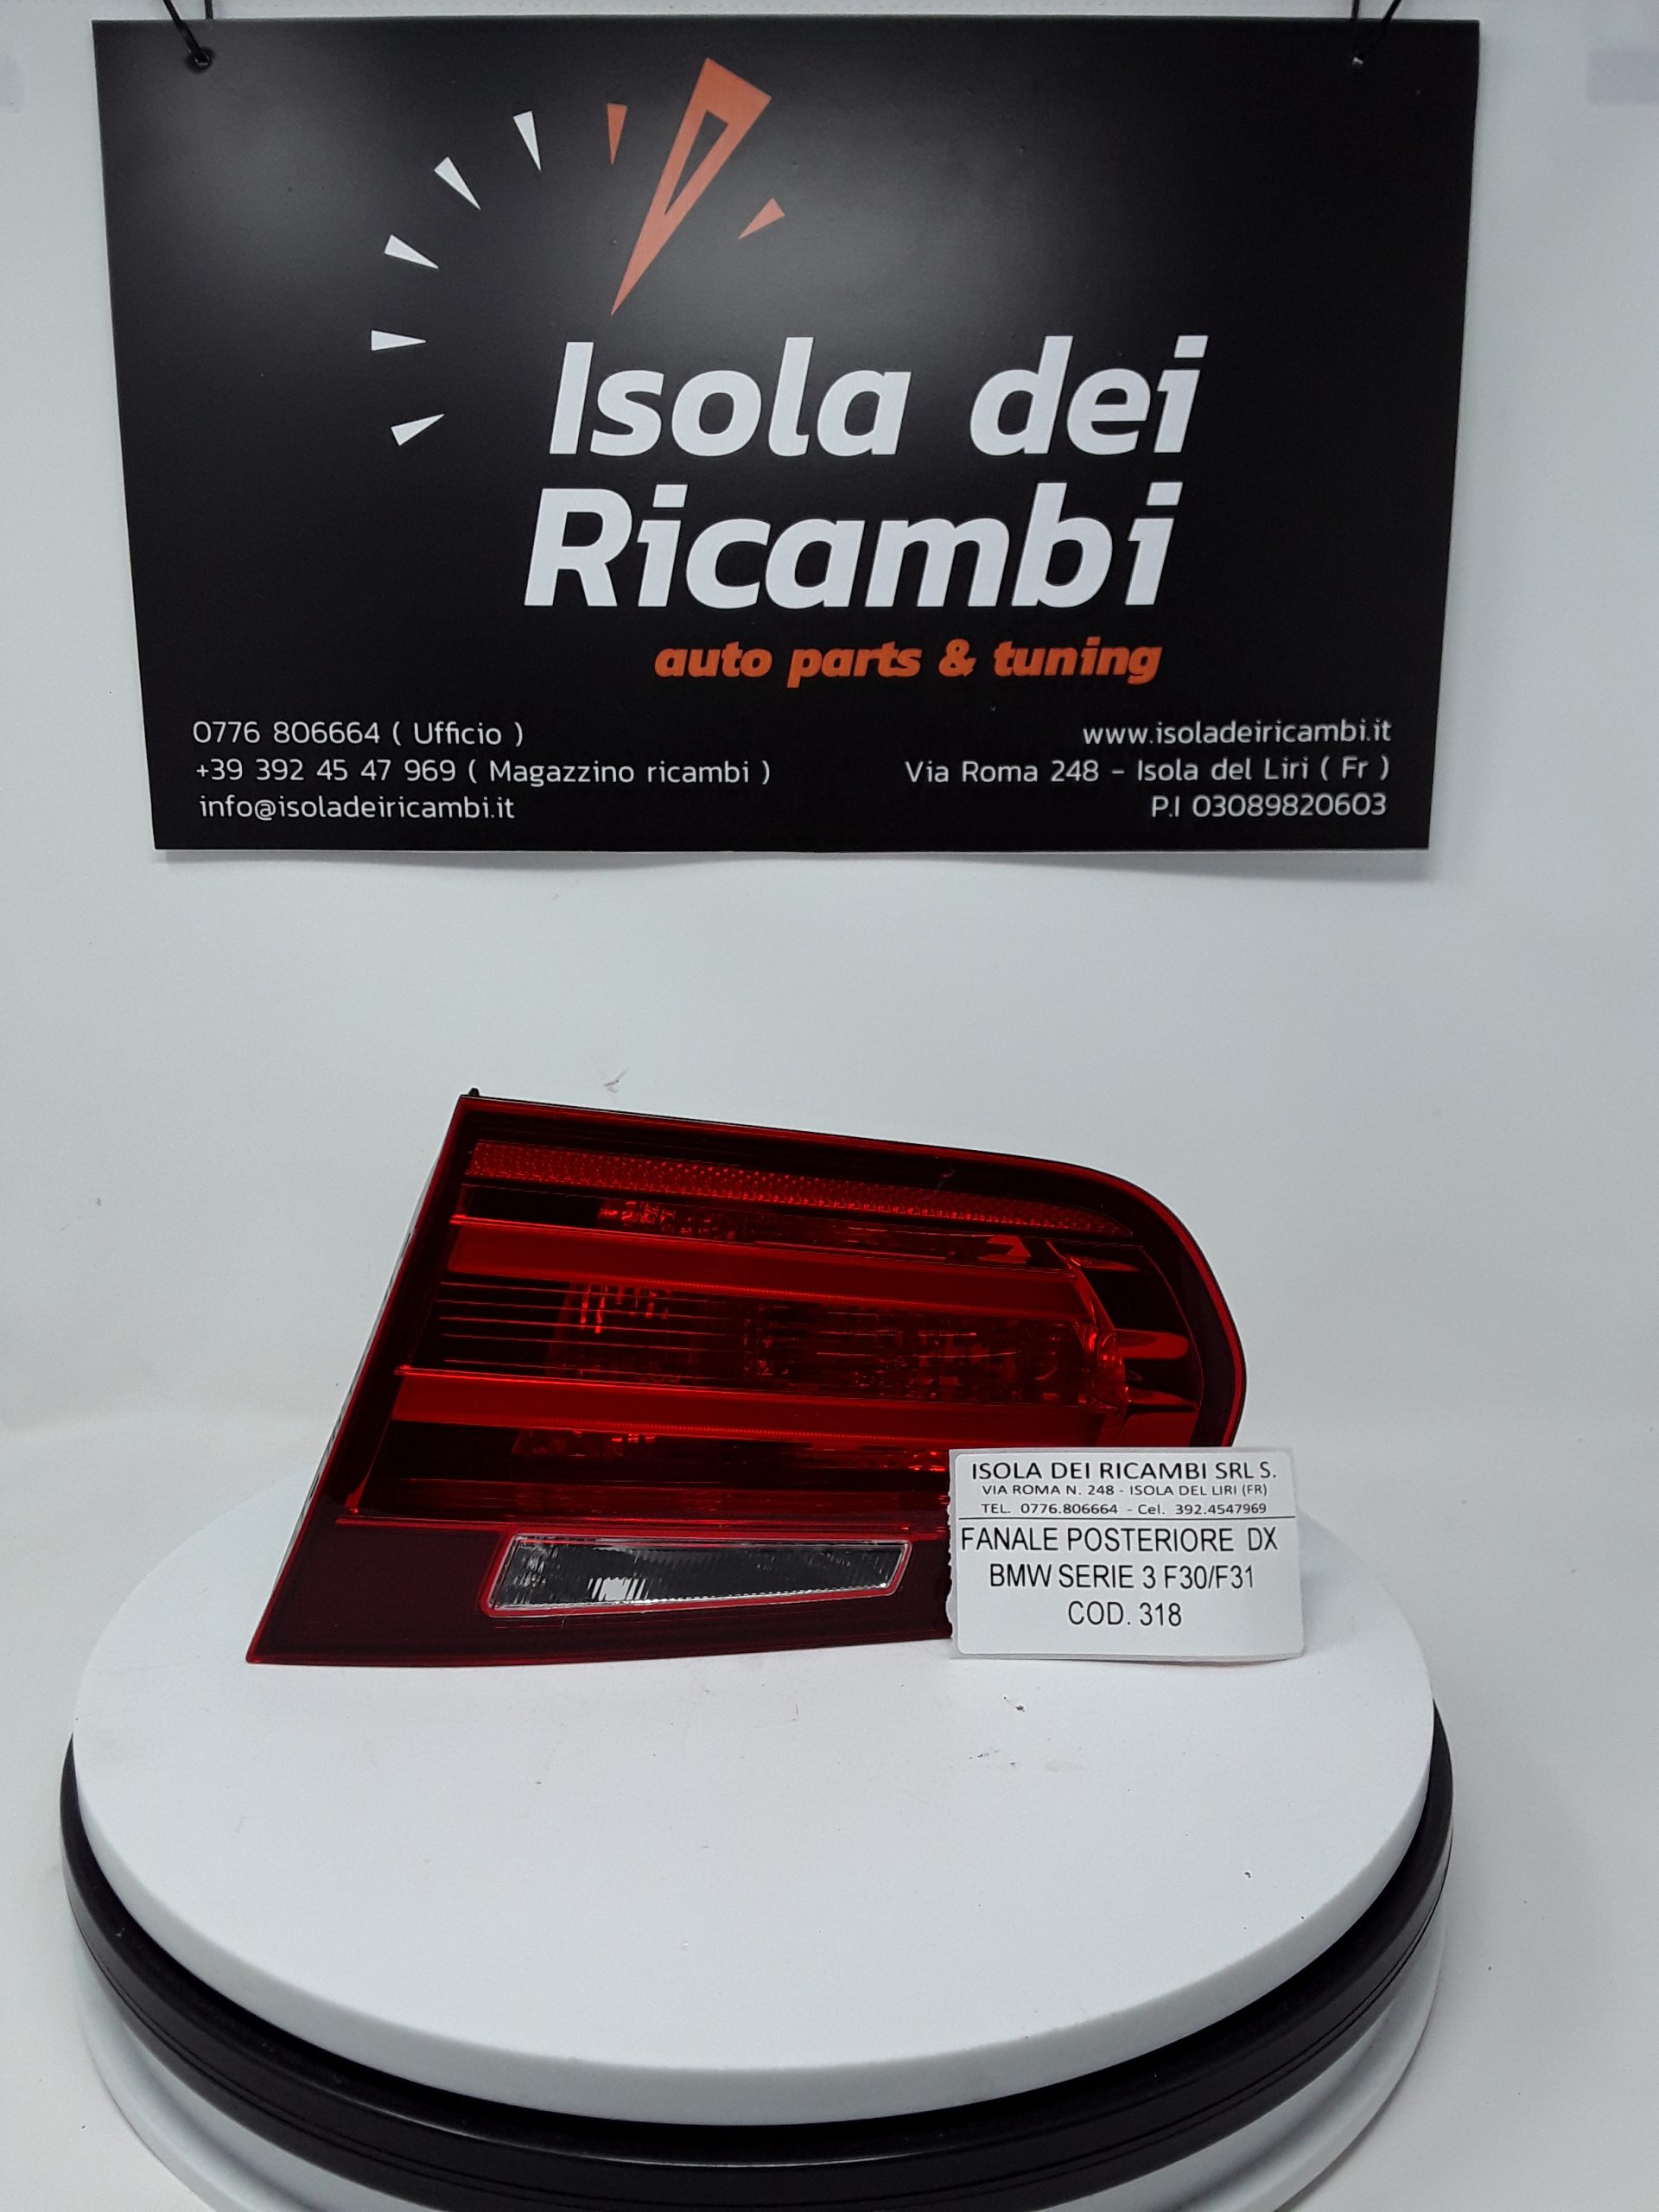 Isola dei
Ricambi
auto parts & tuning
0776 806664 ( Ufficio )
+39 392 45 47 969 ( Magazzino ricambi )
info@isoladeiricambi.it
www.isoladeiricambi.it
Via Roma 248 - Isola del Liri ( Fr )
P.I 03089820603
ISOLA DEI RICAMBI SRL S.
VIA ROMA N. 248 - ISOLA DEL LIRI (FR)
TEL. 0776.806664 - Cel. 392.4547969
FANALE POSTERIORE DX
BMW SERIE 3 F30/F31
COD. 318